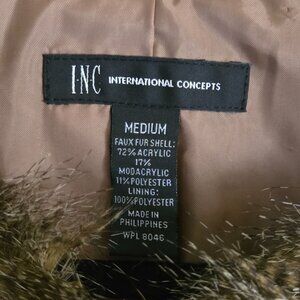 I·N·C INTERNATIONAL CONCEPTS
MEDIUM
FAUX FUR SHELL:
72% ACRYLIC
17%
MODACRYLIC
11% POLYESTER
LINING:
100% POLYESTER
MADE IN
PHILIPPINES
WPL 8046